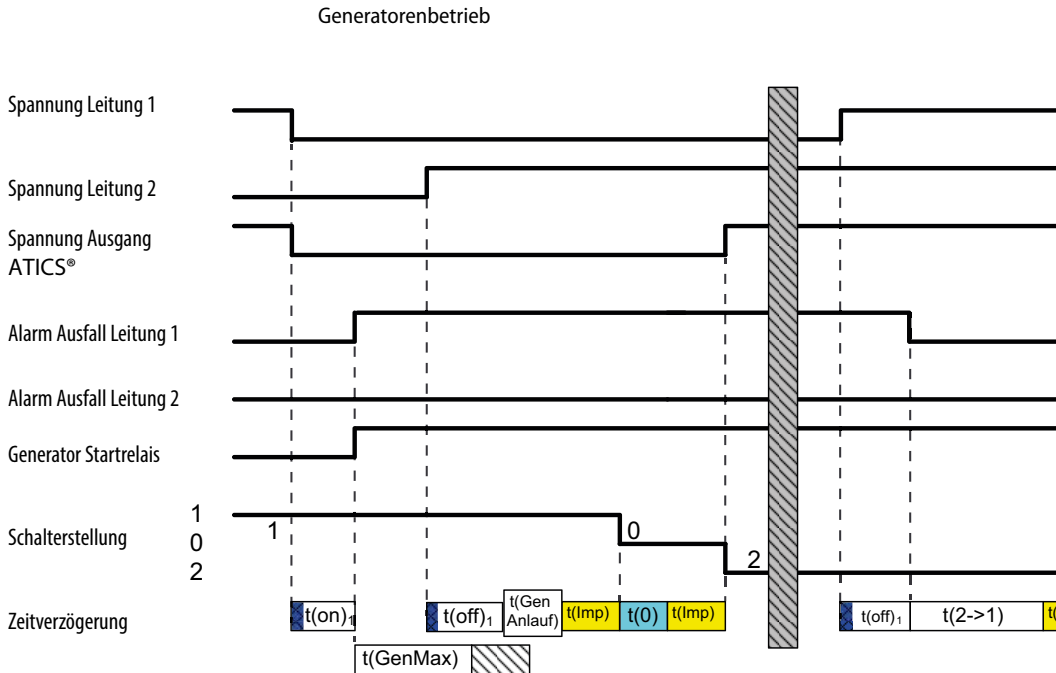 Generatorenbetrieb
Spannung Leitung 1
Spannung Leitung 2
Spannung Ausgang
ATICS®
Alarm Ausfall Leitung 1
Alarm Ausfall Leitung 2
Generator Startrelais
Schalterstellung
1
0
2
1
0
2
Zeitverzögerung
t(on)₁
t(off)₁
t(Gen
Anlauf)
t(Imp)
t(0)
t(Imp)
t(off)₁
t(2->1)
t(
t(GenMax)